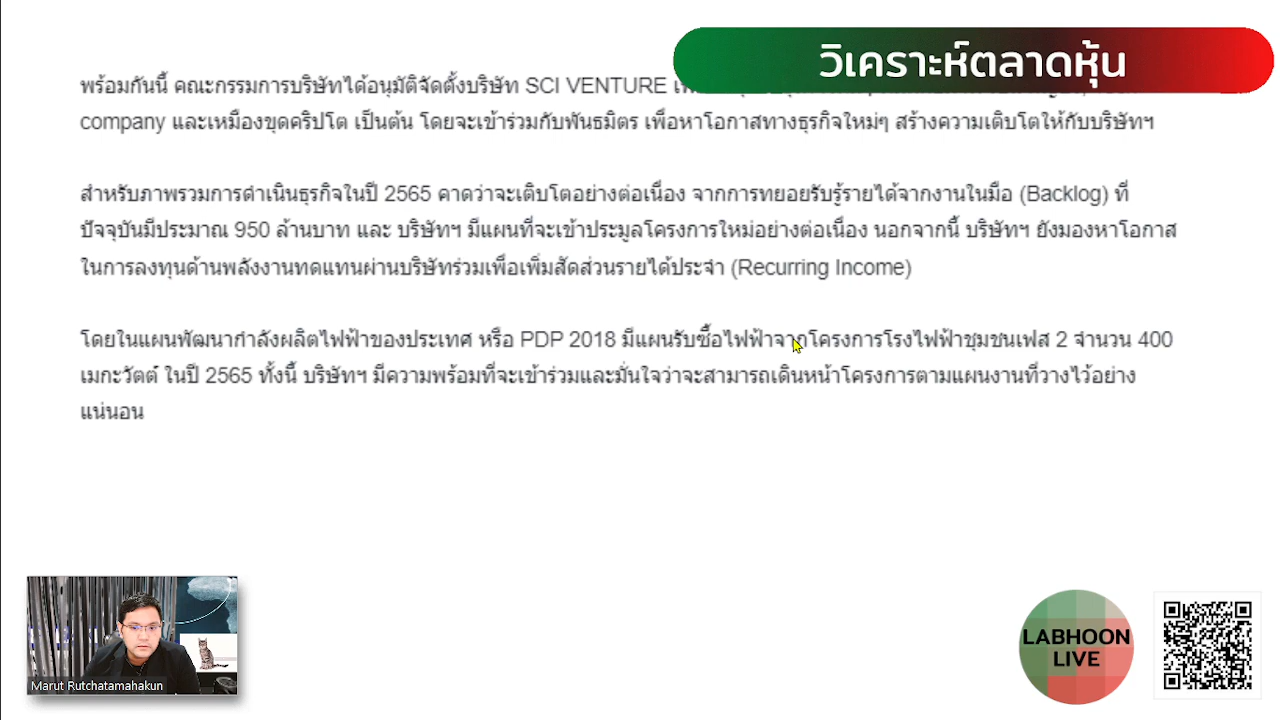 วิเคราะห์ตลาดหุ้น
พร้อมกันนี้ คณะกรรมการบริษัทได้อนุมัติจัดตั้งบริษัท SCI VENTURE
company และเหมืองขุดคริปโต เป็นต้น โดยจะเข้าร่วมกับพันธมิตร เพื่อหาโอกาสทางธุรกิจใหม่ๆ สร้างความเติบโตให้กับบริษัทฯ
สำหรับภาพรวมการดำเนินธุรกิจในปี 2565 คาดว่าจะเติบโตอย่างต่อเนื่อง จากการทยอยรับรู้รายได้จากงานในมือ (Backlog) ที่
ปัจจุบันมีประมาณ 950 ล้านบาท และ บริษัทฯ มีแผนที่จะเข้าประมูลโครงการใหม่อย่างต่อเนื่อง นอกจากนี้ บริษัทฯ ยังมองหาโอกาส
ในการลงทุนด้านพลังงานทดแทนผ่านบริษัทร่วมเพื่อเพิ่มสัดส่วนรายได้ประจำ (Recurring Income)
โดยในแผนพัฒนากำลังผลิตไฟฟ้าของประเทศ หรือ PDP 2018 มีแผนรับซื้อไฟฟ้าจากโครงการโรงไฟฟ้าชุมชนเฟส 2 จำนวน 400
เมกะวัตต์ ในปี 2565 ทั้งนี้ บริษัทฯ มีความพร้อมที่จะเข้าร่วมและมั่นใจว่าจะสามารถเดินหน้าโครงการตามแผนงานที่วางไว้อย่าง
แน่นอน
Marut Rutchatamahakun
LABHOON
LIVE